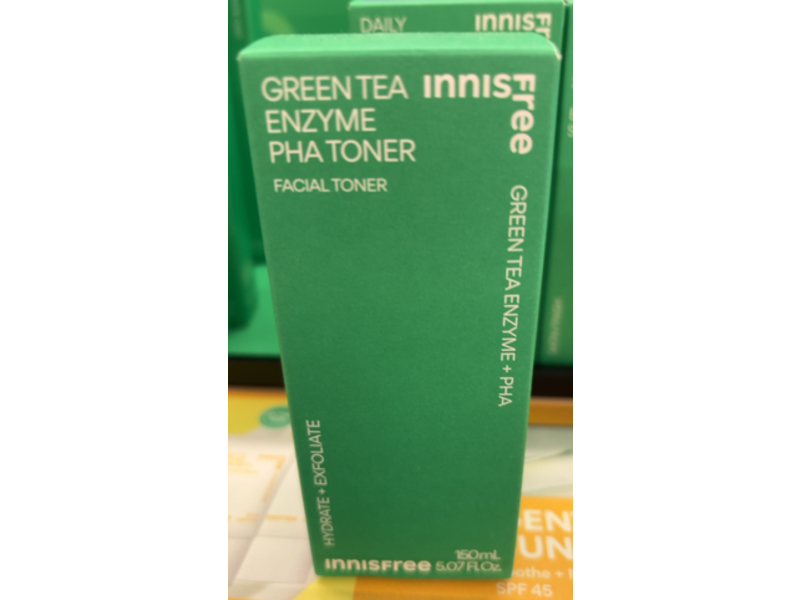 DAILY
innisfree
GREEN TEA
ENZYME
PHA TONER
FACIAL TONER
innisfree
GREEN TEA ENZYME + PHA
HYDRATE + EXFOLIATE
150mL
innisfree 5.07 Fl. Oz.
SPF 45